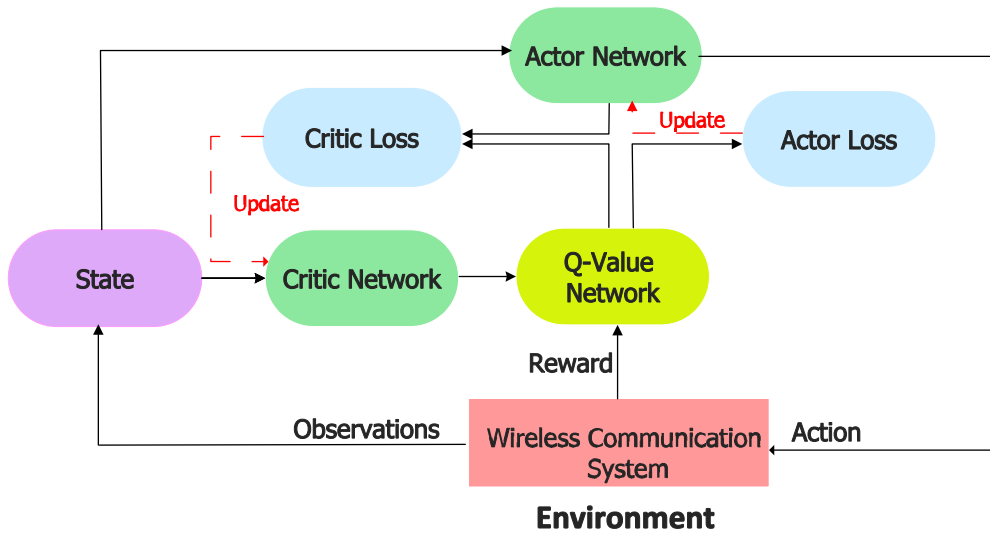 Actor Network
Update
Critic Loss
Actor Loss
Update
State
Critic Network
Q-Value
Network
Reward
Observations
Wireless Communication
System
Action
Environment